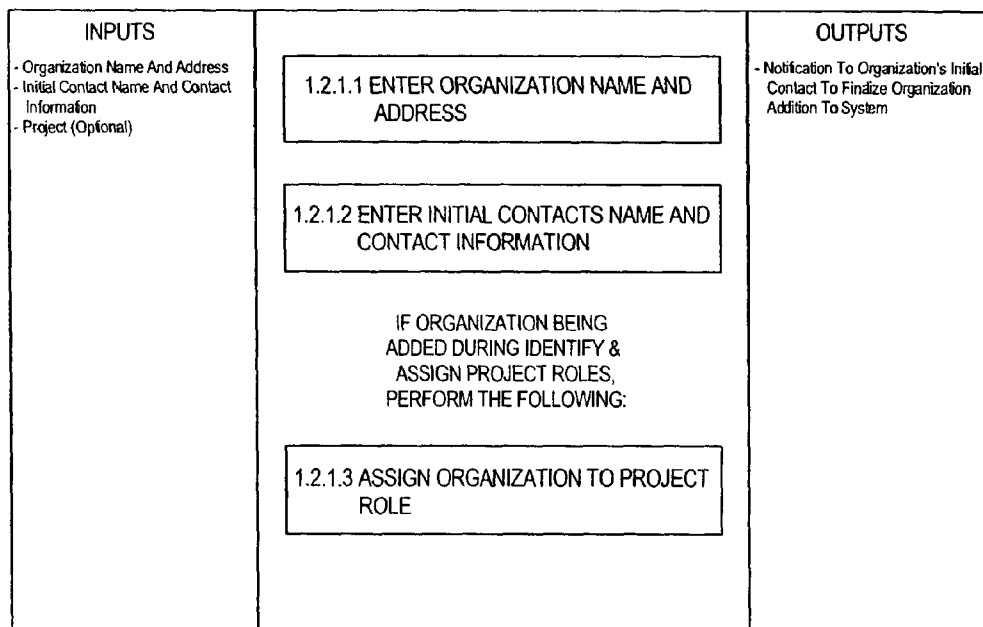 INPUTS
- Organization Name And Address
- Initial Contact Name And Contact
Information
- Project (Optional)
1.2.1.1 ENTER ORGANIZATION NAME AND
ADDRESS
1.2.1.2 ENTER INITIAL CONTACTS NAME AND
CONTACT INFORMATION
IF ORGANIZATION BEING
ADDED DURING IDENTIFY &
ASSIGN PROJECT ROLES,
PERFORM THE FOLLOWING:
1.2.1.3 ASSIGN ORGANIZATION TO PROJECT
ROLE
OUTPUTS
- Notification To Organization's Initial
Contact To Finalize Organization
Addition To System